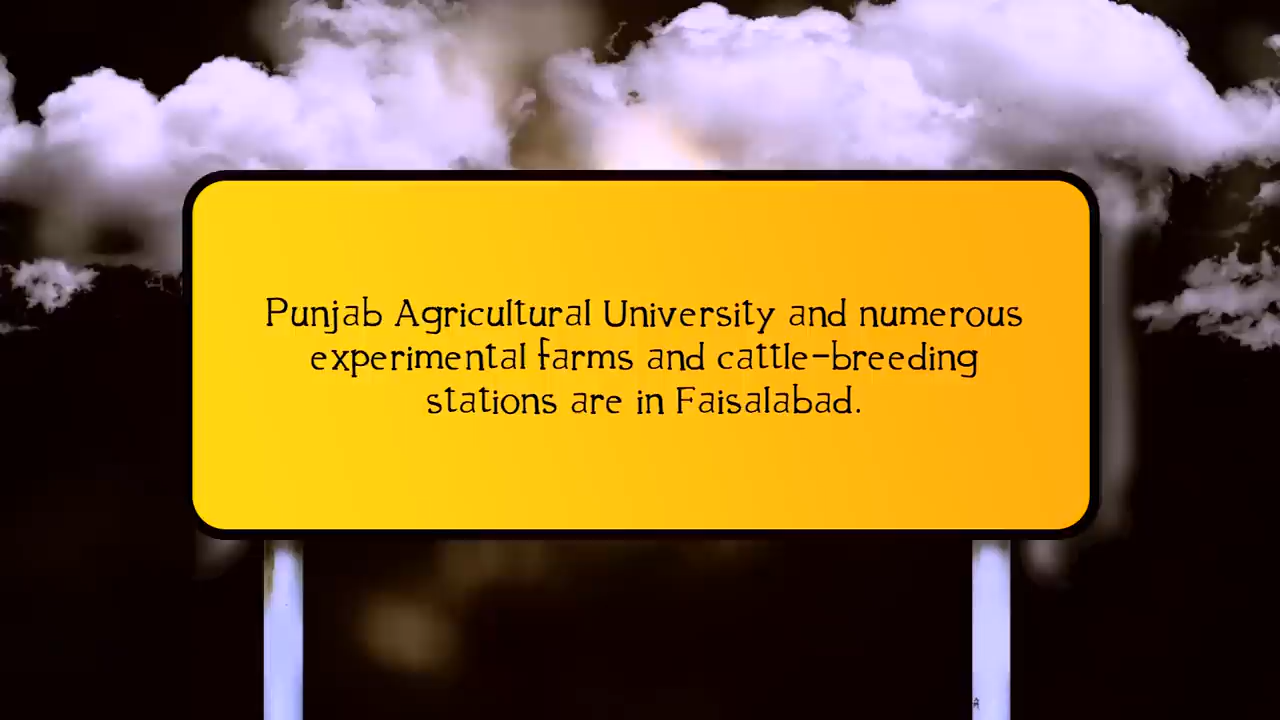 Punjab Agricultural University and numerous
experimental farms and cattle-breeding
stations are in Faisalabad.